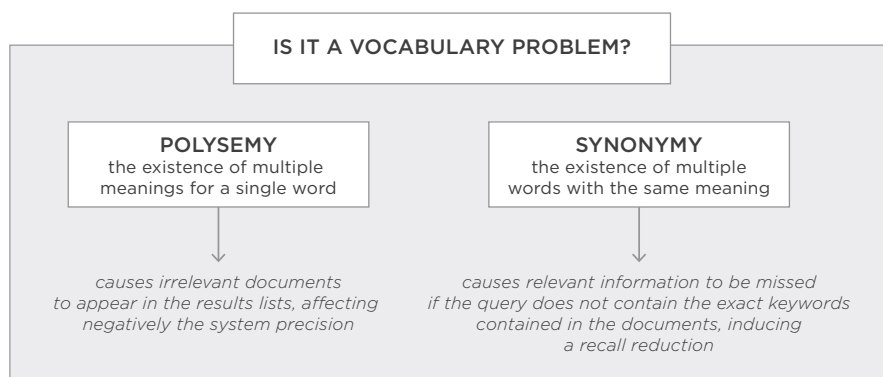 IS IT A VOCABULARY PROBLEM?
POLYSEMY
the existence of multiple
meanings for a single word
causes irrelevant documents
to appear in the results lists, affecting
negatively the system precision
SYNONYMY
the existence of multiple
words with the same meaning
causes relevant information to be missed
if the query does not contain the exact keywords
contained in the documents, inducing
a recall reduction